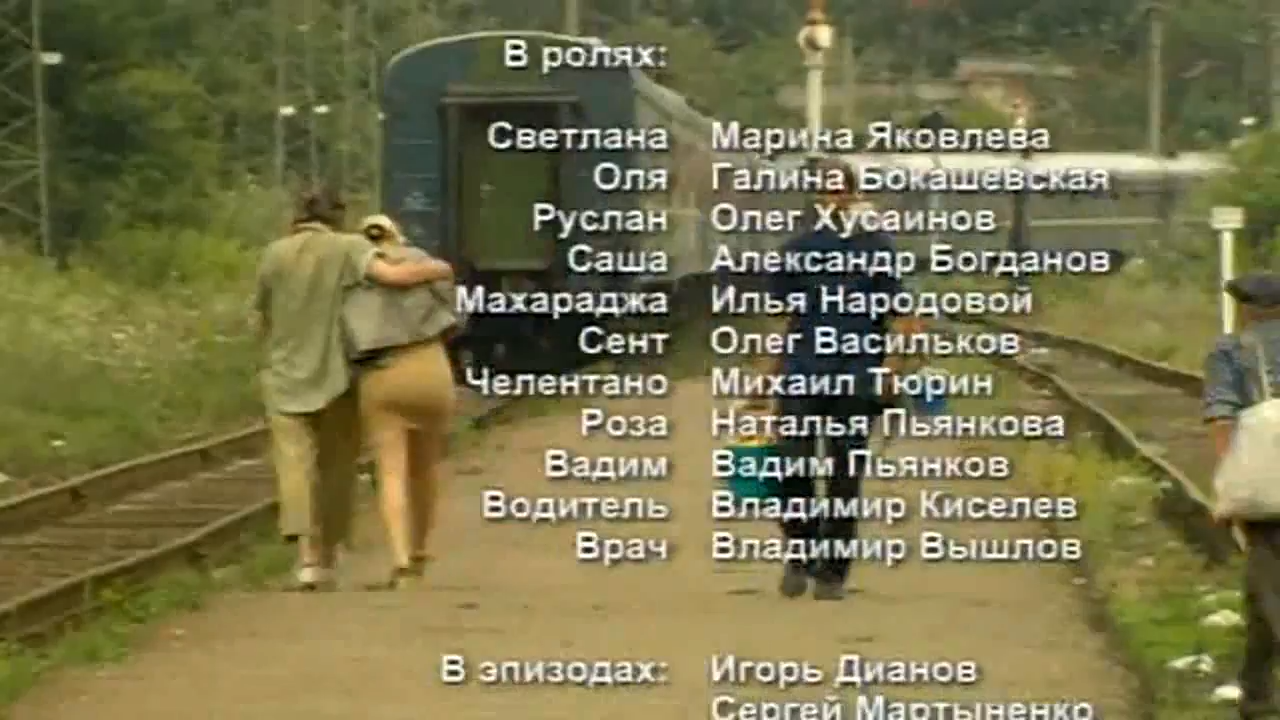 В ролях:
Светлана Марина Яковлева
Оля Галина Бокашевская
Руслан Олег Хусаинов
Саша Александр Богданов
Махараджа Илья Народовой
Сент Олег Васильков
Челентано Михаил Тюрин
Роза Наталья Пьянкова
Вадим Вадим Пьянков
Водитель Владимир Киселев
Врач Владимир Вышлов
В эпизодах: Игорь Дианов
Сергей Мартыненко